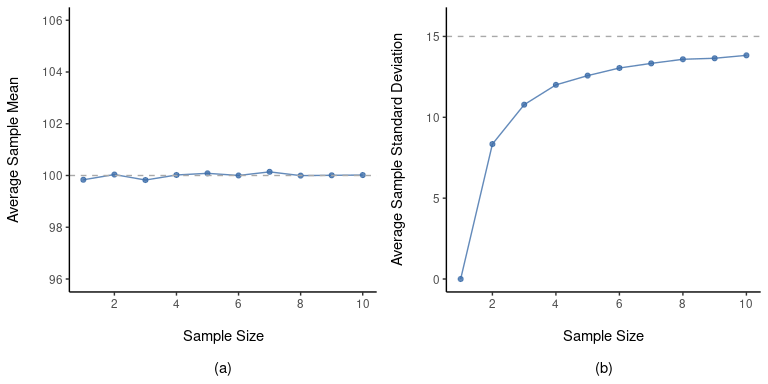 Average Sample Mean
106
104
102
100
98
96
2 4 6 8 10
Sample Size
(a)
Average Sample Standard Deviation
15
10
5
0
2 4 6 8 10
Sample Size
(b)